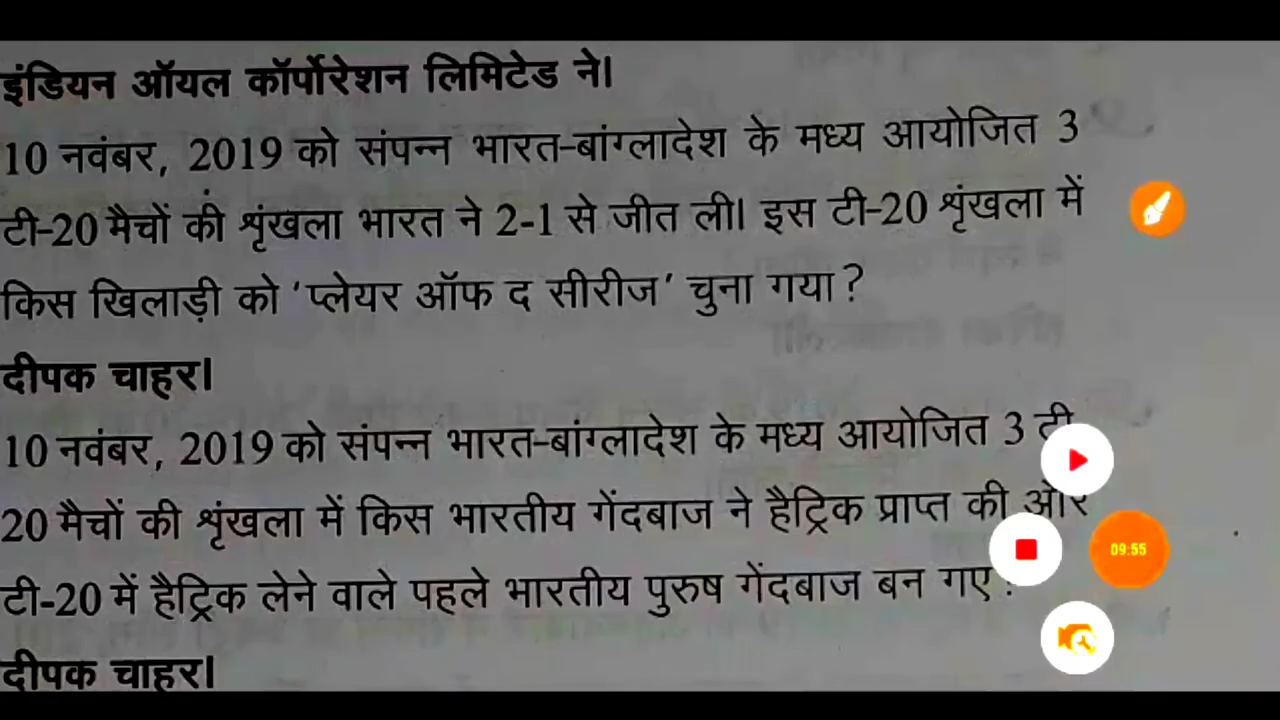 इंडियन ऑयल कॉर्पोरेशन लिमिटेड ने।
10 नवंबर, 2019 को संपन्न भारत-बांग्लादेश के मध्य आयोजित 3
टी-20 मैचों की शृंखला भारत ने 2-1 से जीत ली। इस टी-20 शृंखला में
किस खिलाड़ी को 'प्लेयर ऑफ द सीरीज' चुना गया?
दीपक चाहर।
10 नवंबर, 2019 को संपन्न भारत-बांग्लादेश के मध्य आयोजित 3 टी
20 मैचों की शृंखला में किस भारतीय गेंदबाज ने हैट्रिक प्राप्त की और
टी-20 में हैट्रिक लेने वाले पहले भारतीय पुरुष गेंदबाज बन गए?
दीपक चाहर।
09:55